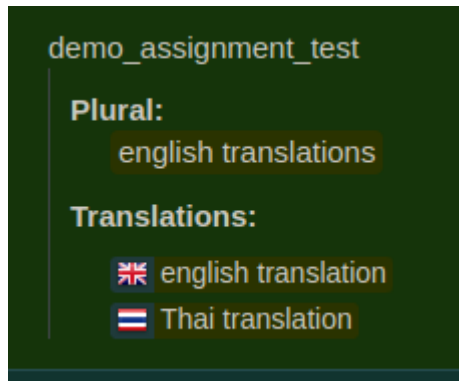 demo_assignment_test
Plural:
english translations
Translations:
english translation
Thai translation